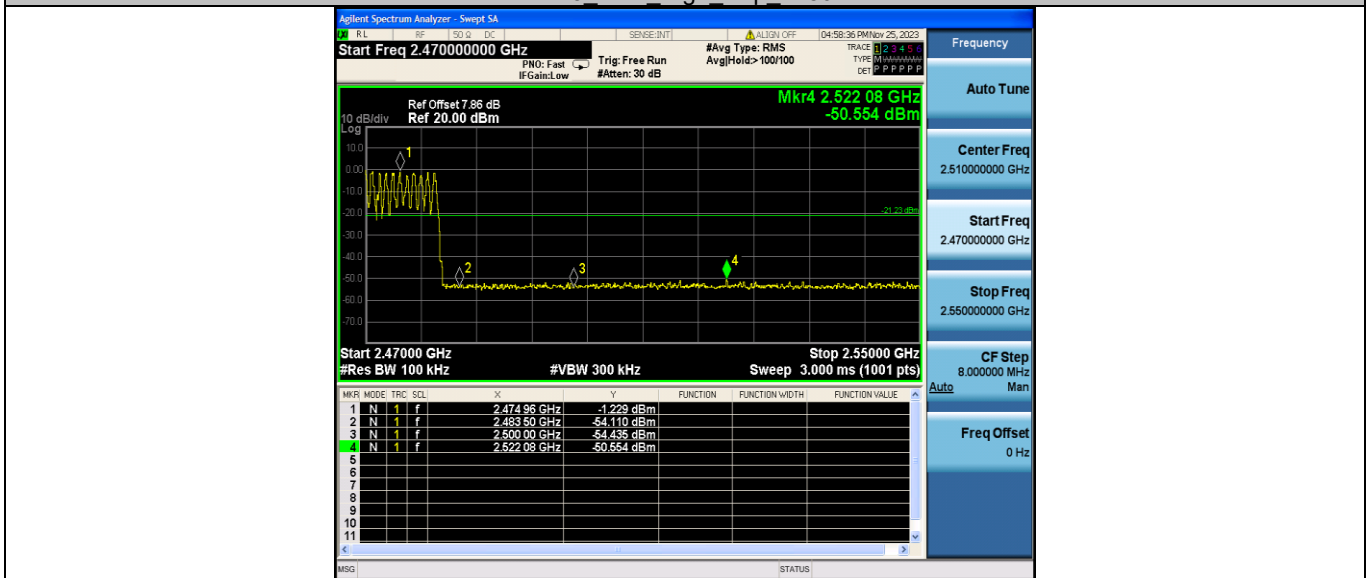 Agilent Spectrum Analyzer - Swept SA
RL RF 50 Ω DC SENSE:INT ALIGN OFF 04:58:36 PM Nov 25, 2023
Start Freq 2.470000000 GHz
PNO: Fast
IFGain:Low
Trig: Free Run
#Atten: 30 dB
#Avg Type: RMS
Avg|Hold:>100/100
TRACE 1 2 3 4 5 6
TYPE M
DET P P P P P P
Ref Offset 7.86 dB
10 dB/div Ref 20.00 dBm
Log
Mkr4 2.522 08 GHz
-50.554 dBm
10.0
0.00
-10.0
-20.0
-30.0
-40.0
-50.0
-60.0
-70.0
1
2
3
4
-21.23 dBm
Start 2.47000 GHz Stop 2.55000 GHz
#Res BW 100 kHz #VBW 300 kHz Sweep 3.000 ms (1001 pts)
MKR MODE TRC SCL X Y FUNCTION FUNCTION WIDTH FUNCTION VALUE
1 N 1 f 2.474 96 GHz -1.229 dBm
2 N 1 f 2.483 50 GHz -54.110 dBm
3 N 1 f 2.500 00 GHz -54.435 dBm
4 N 1 f 2.522 08 GHz -50.554 dBm
5
6
7
8
9
10
11
MSG STATUS
Frequency
Auto Tune
Center Freq
2.510000000 GHz
Start Freq
2.470000000 GHz
Stop Freq
2.550000000 GHz
CF Step
8.000000 MHz
Auto Man
Freq Offset
0 Hz